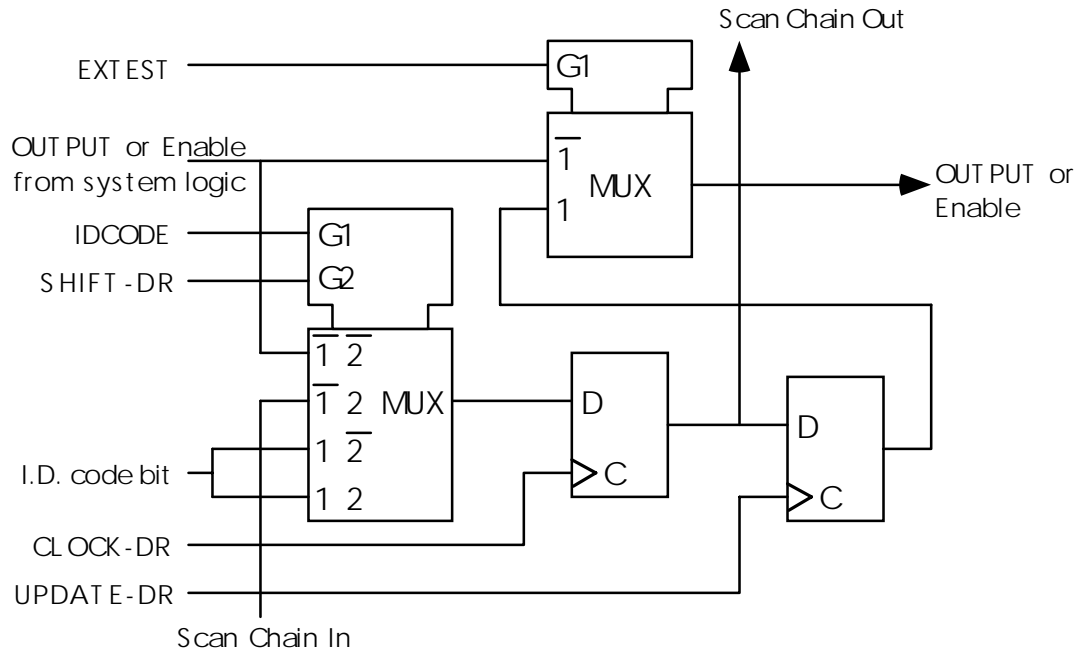 Scan Chain Out
EXTEST
G1
OUTPUT or Enable
from system logic
1
MUX
1
OUTPUT or
Enable
IDCODE
G1
SHIFT-DR
G2
1 2
1 2 MUX
1 2
1 2
D
C
D
C
I.D. code bit
CLOCK-DR
UPDATE-DR
Scan Chain In